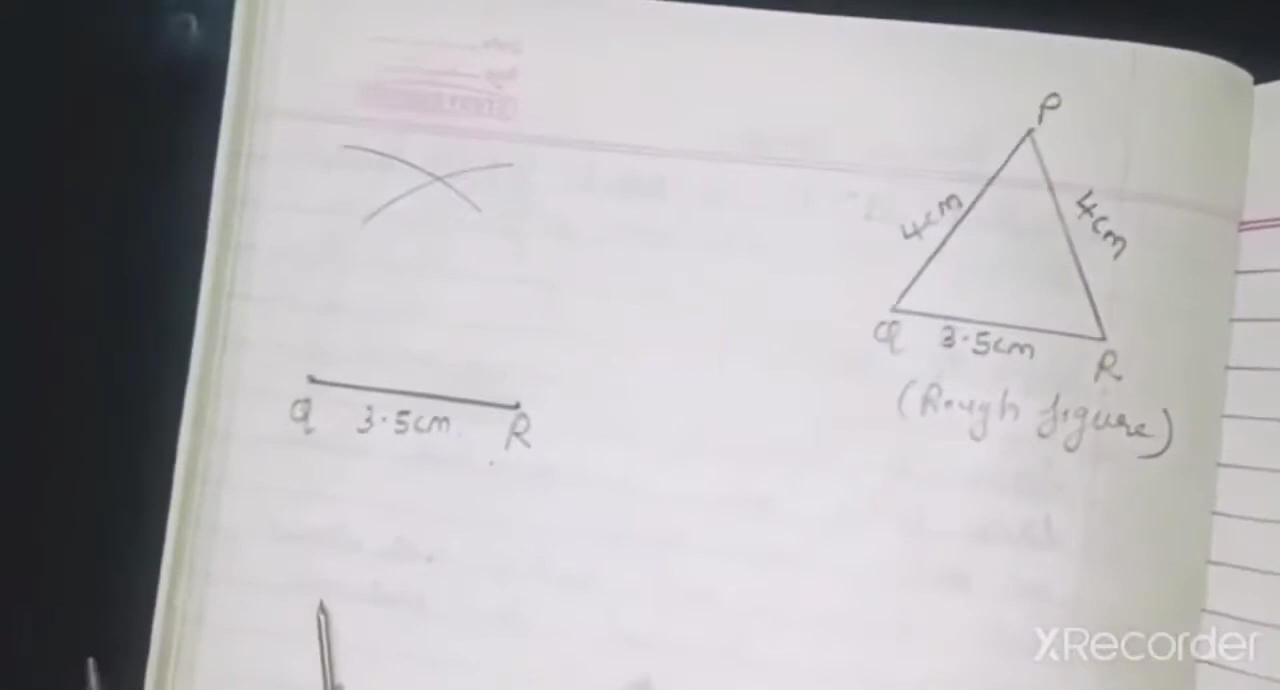 P
4cm
4cm
Q 3.5cm R
(Rough figure)
Q 3.5cm. R
XRecorder